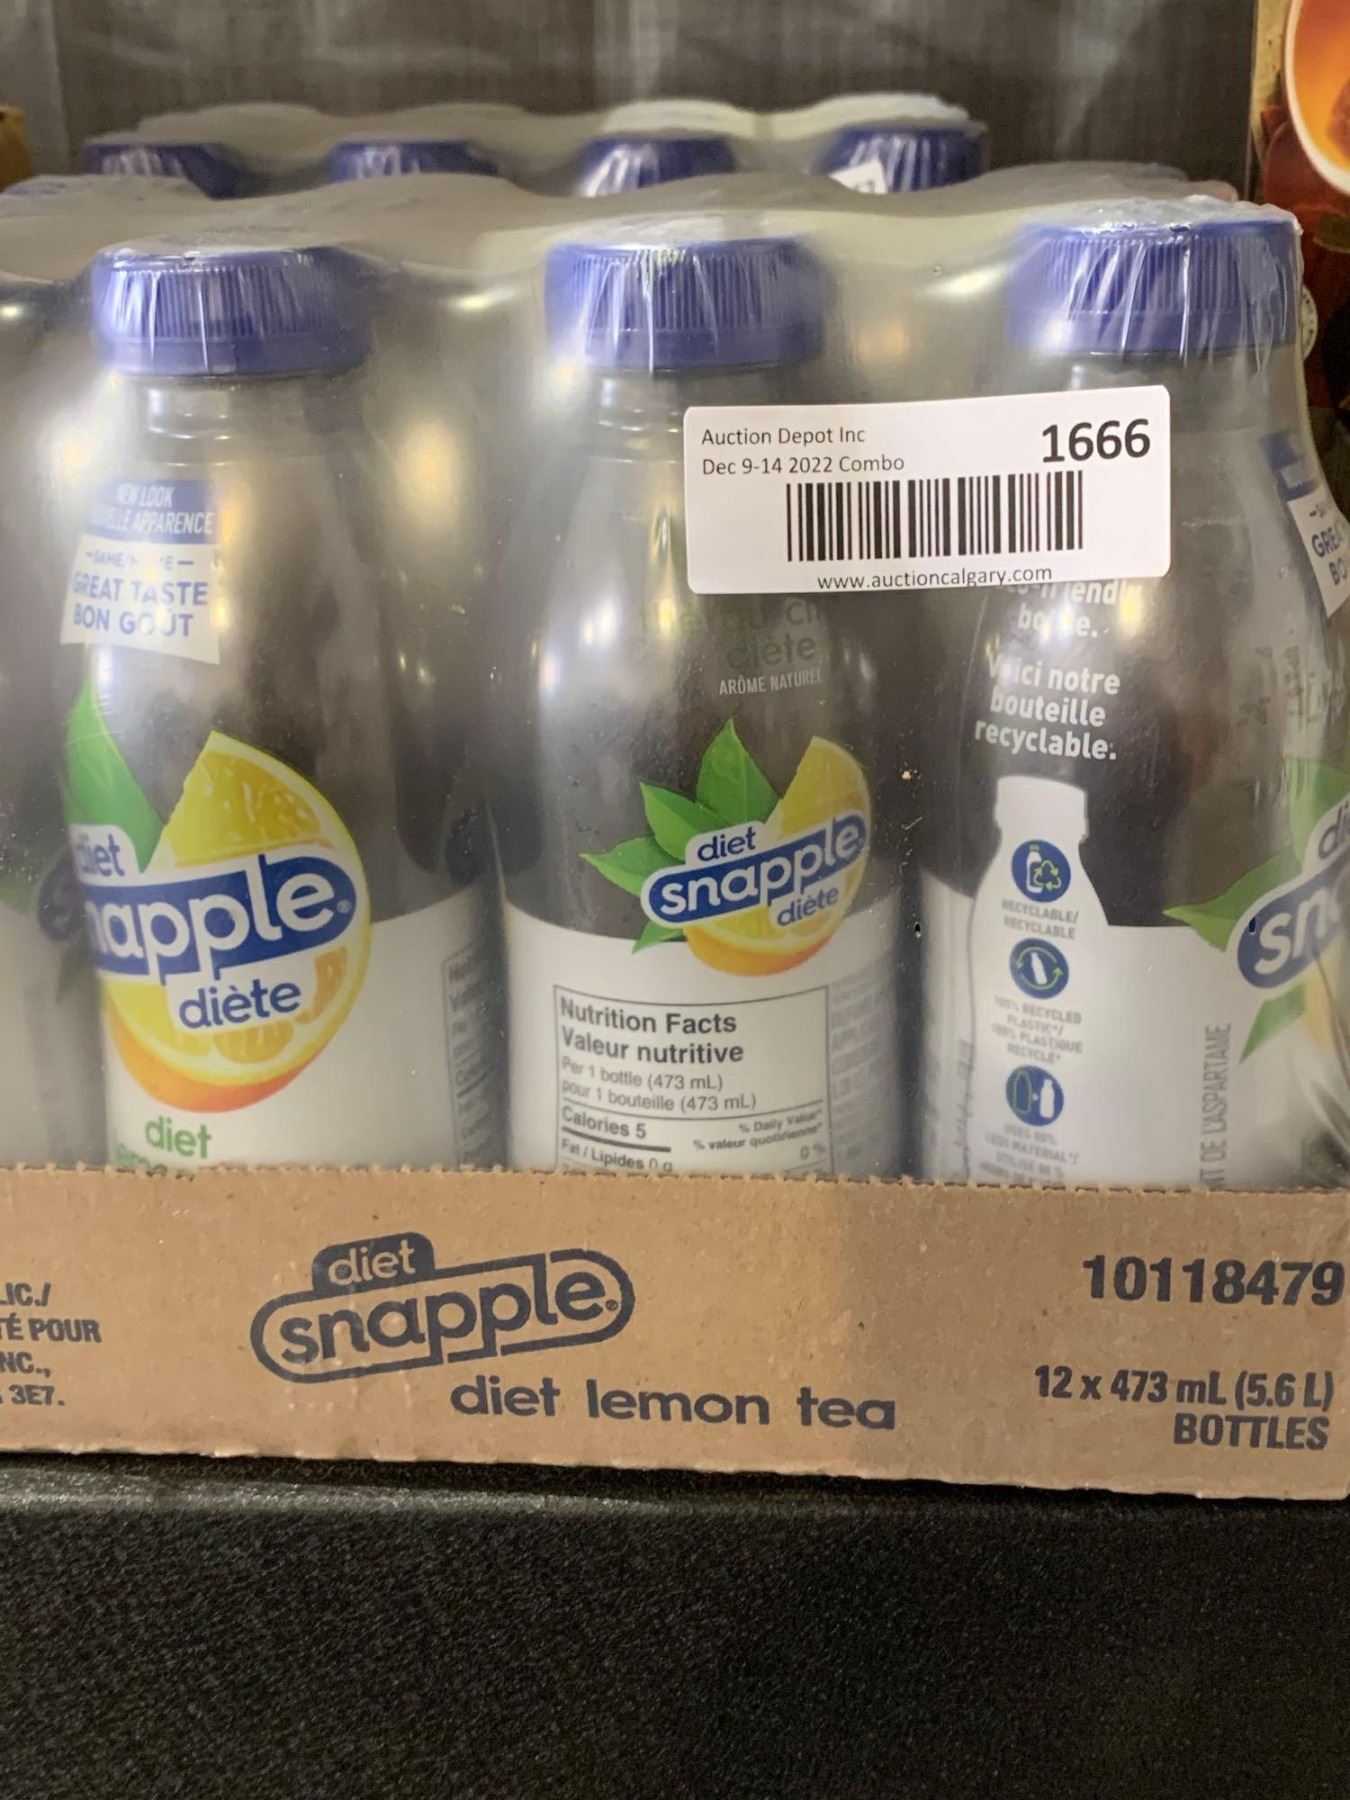 Auction Depot Inc
1666
Dec 9-14 2022 Combo
www.auctioncalgary.com
NEW LOOK
APPARENCE
GREAT TASTE
BON GOÛT
diet
snapple
diète
diet
diète
ARÔME NATUREL
diet
snapple
diète
Nutrition Facts
Valeur nutritive
Per 1 bottle (473 mL)
pour 1 bouteille (473 mL)
Calories 5
% Daily Value*
% valeur quotidienne*
Fat / Lipides 0 g
0 %
Voici notre
bouteille
recyclable.
RECYCLABLE/
RECYCLABLE
100% RECYCLED
PLASTIC*/
100% PLASTIQUE
RECYCLÉ*
DE L'ASPARTAME
POUR
3E7.
diet
snapple
diet lemon tea
10118479
12 x 473 mL (5.6 L)
BOTTLES